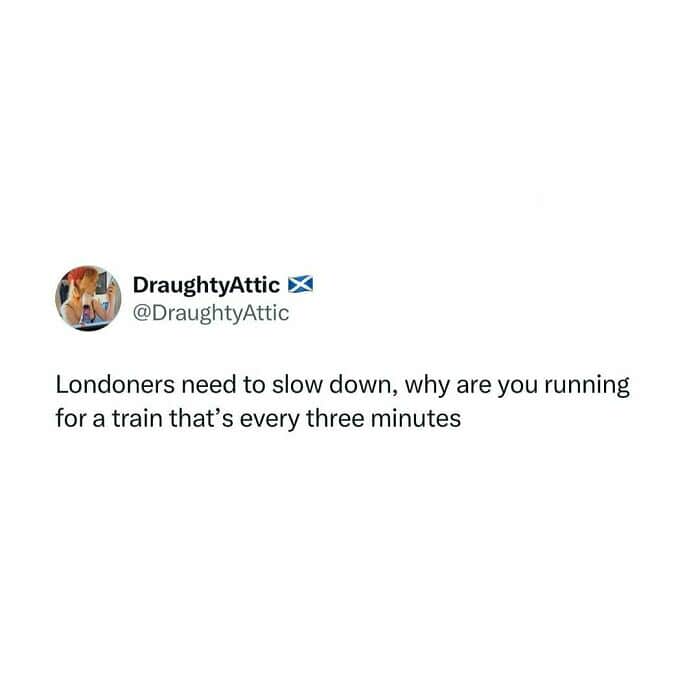 DraughtyAttic 🏴󠁧󠁢󠁳󠁣󠁴󠁿
@DraughtyAttic
Londoners need to slow down, why are you running
for a train that’s every three minutes